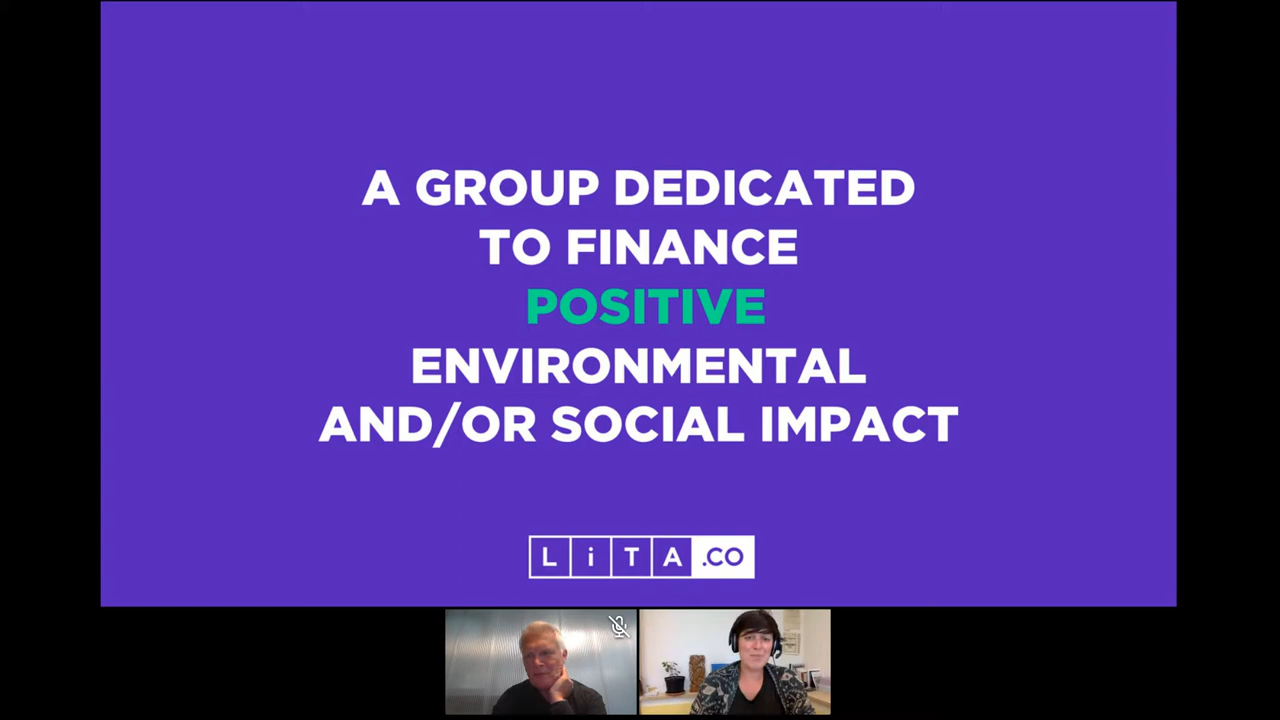 A GROUP DEDICATED
TO FINANCE
POSITIVE
ENVIRONMENTAL
AND/OR SOCIAL IMPACT
LiTA.CO